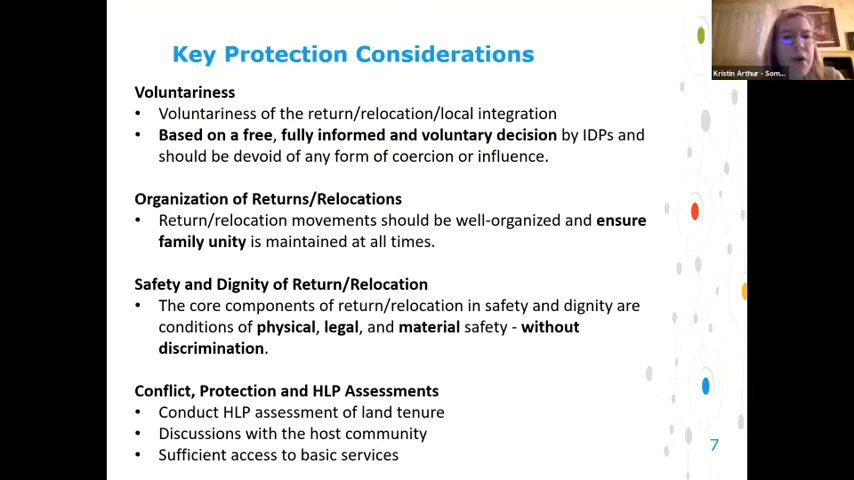 Key Protection Considerations
Kristin Arthur - Som...
Voluntariness
• Voluntariness of the return/relocation/local integration
• Based on a free, fully informed and voluntary decision by IDPs and
should be devoid of any form of coercion or influence.
Organization of Returns/Relocations
• Return/relocation movements should be well-organized and ensure
family unity is maintained at all times.
Safety and Dignity of Return/Relocation
• The core components of return/relocation in safety and dignity are
conditions of physical, legal, and material safety - without
discrimination.
Conflict, Protection and HLP Assessments
• Conduct HLP assessment of land tenure
• Discussions with the host community
• Sufficient access to basic services
7